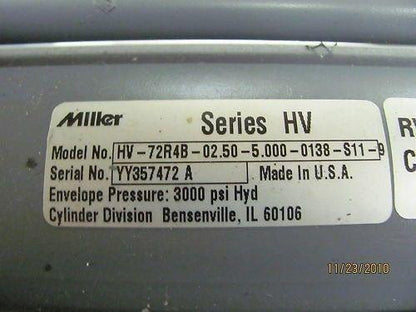 Miller Series HV
Model No. HV-72R4B-02.50-5.000-0138-S11-9
Serial No. YY357472 A Made In U.S.A.
Envelope Pressure: 3000 psi Hyd
Cylinder Division Bensenville, IL 60106
RV
C
11/23/2010